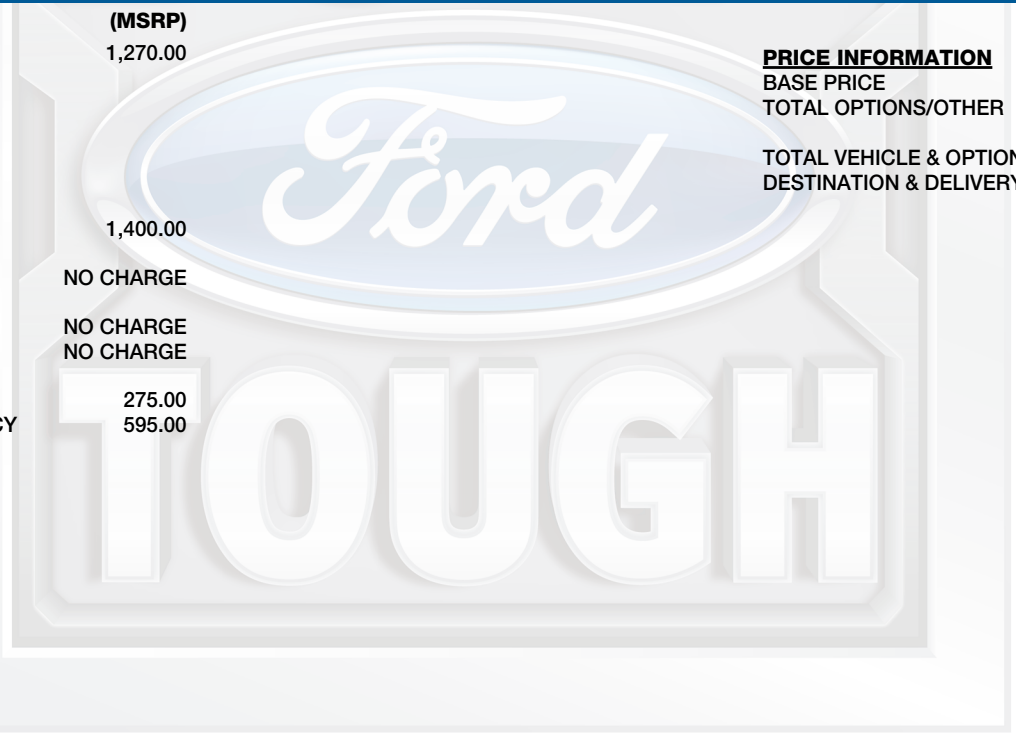 (MSRP)
1,270.00
1,400.00
NO CHARGE
NO CHARGE
NO CHARGE
275.00
CY 595.00
PRICE INFORMATION
BASE PRICE
TOTAL OPTIONS/OTHER
TOTAL VEHICLE & OPTION
DESTINATION & DELIVERY
Ford
TOUGH